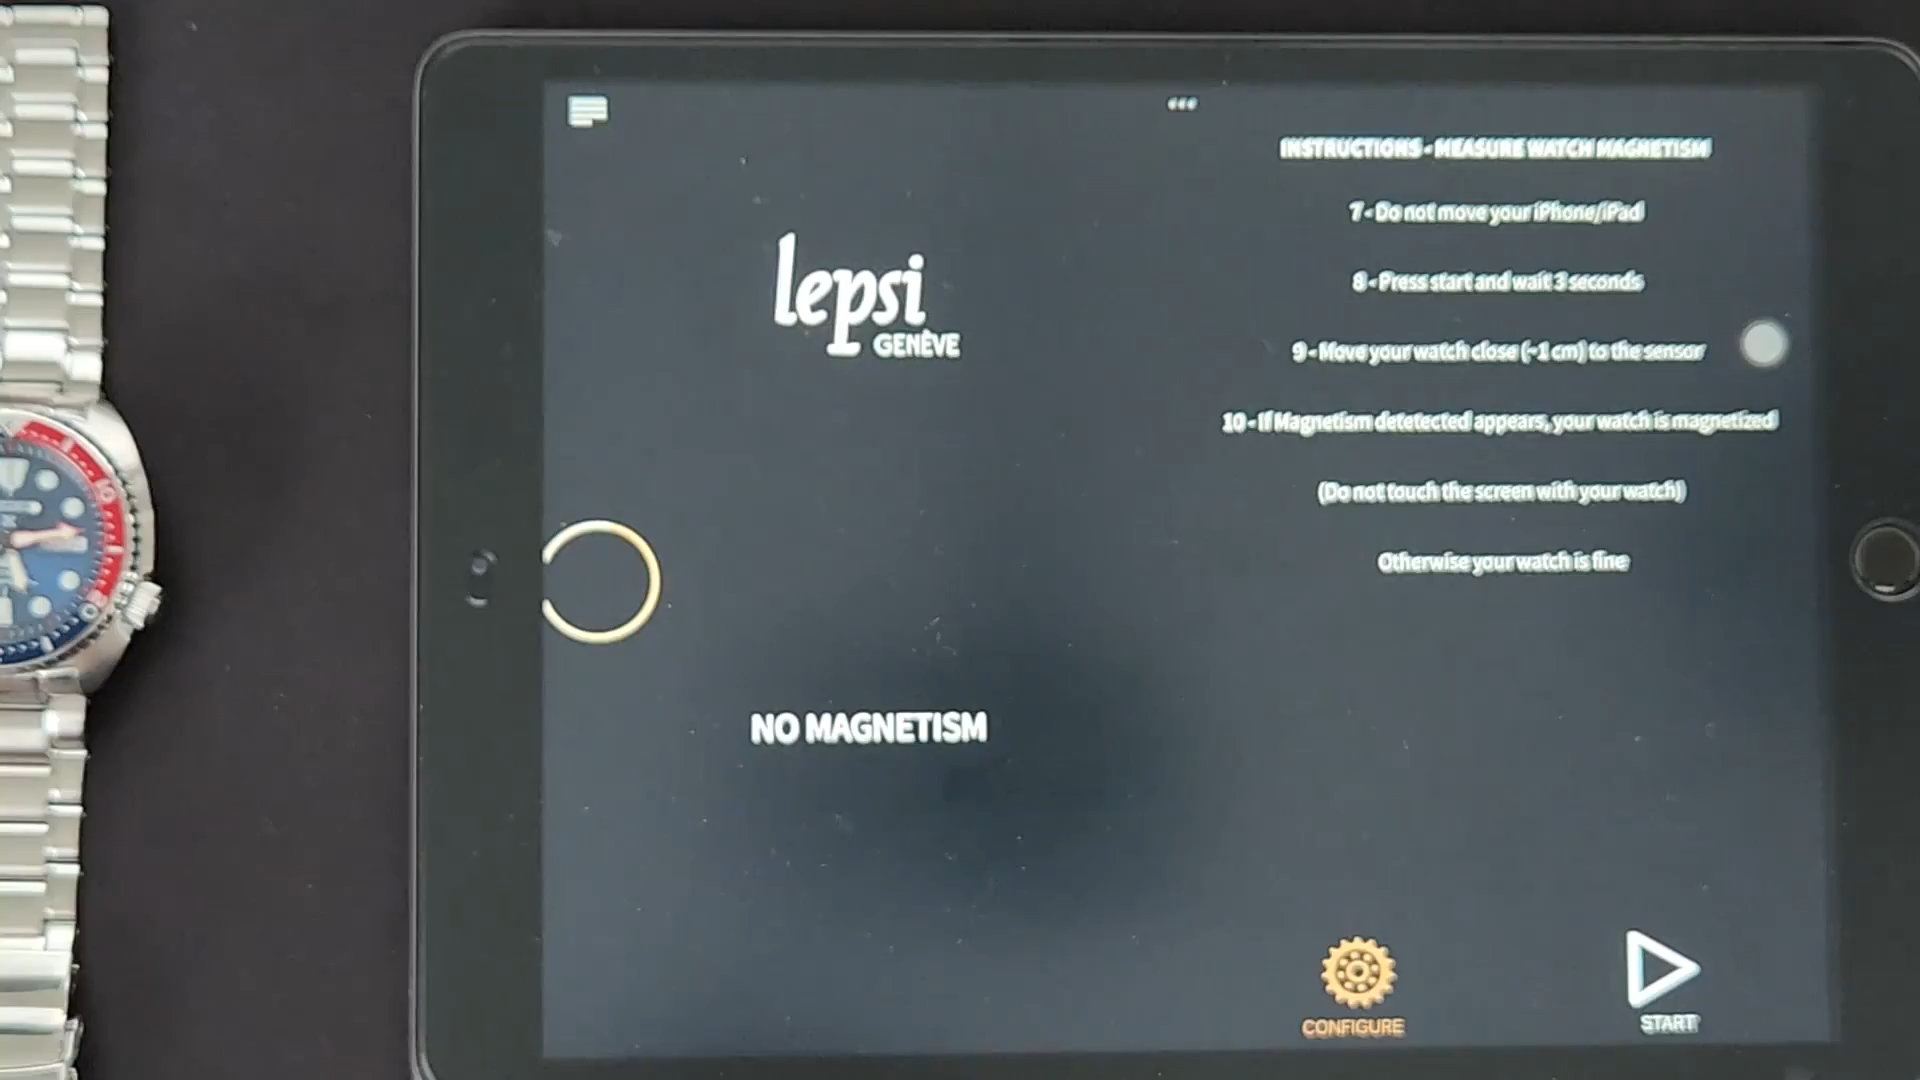 lepsi
GENÈVE
NO MAGNETISM
INSTRUCTIONS - MEASURE WATCH MAGNETISM
7 - Do not move your iPhone/iPad
8 - Press start and wait 3 seconds
9 - Move your watch close (~1 cm) to the sensor
10 - If Magnetism detetected appears, your watch is magnetized
(Do not touch the screen with your watch)
Otherwise your watch is fine
CONFIGURE
START